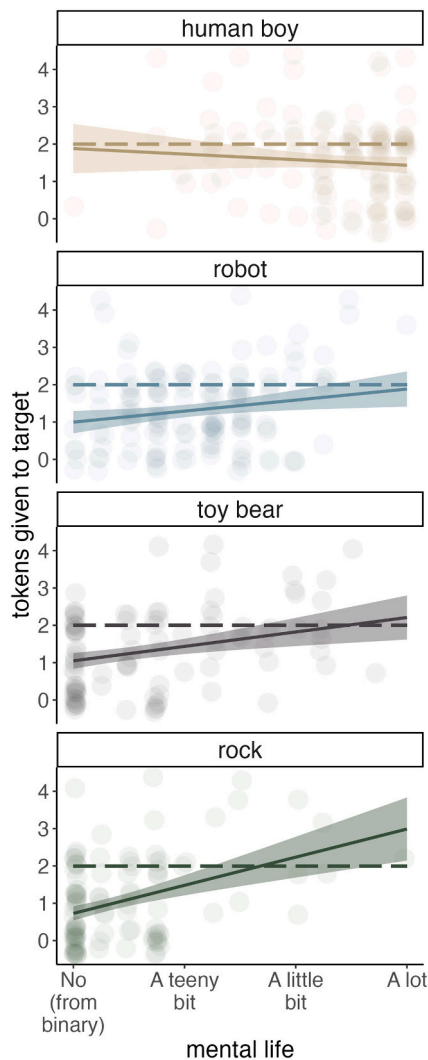 human boy
4
3
2
1
0
robot
4
3
2
1
0
tokens given to target
toy bear
4
3
2
1
0
rock
4
3
2
1
0
No
(from
binary)
A teeny
bit
A little
bit
A lot
mental life